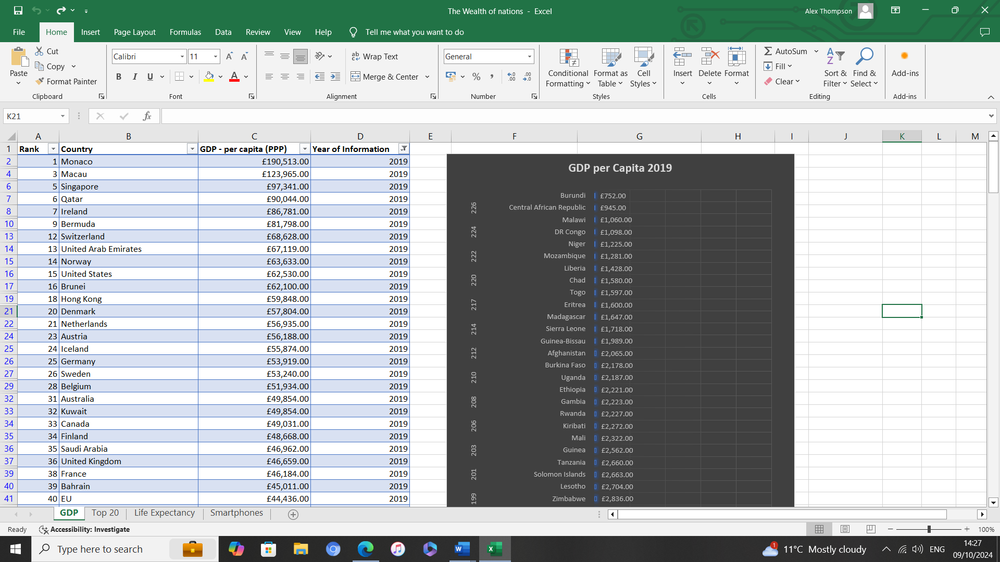 The Wealth of nations - Excel
Alex Thompson
File Home Insert Page Layout Formulas Data Review View Help Tell me what you want to do
Paste
Cut
Copy
Format Painter
Clipboard
Calibri 11
B I U
Font
Wrap Text
Merge & Center
Alignment
General
Number
Conditional Formatting
Format as Table
Cell Styles
Styles
Insert Delete Format
Cells
AutoSum
Fill
Clear
Sort & Filter
Find & Select
Editing
Add-ins
Add-ins
K21
fx
A B C D E F G H I J K L M
1 Rank Country GDP - per capita (PPP) Year of Information
2 1 Monaco £190,513.00 2019
4 3 Macau £123,965.00 2019
6 5 Singapore £97,341.00 2019
7 6 Qatar £90,044.00 2019
8 7 Ireland £86,781.00 2019
10 9 Bermuda £81,798.00 2019
13 12 Switzerland £68,628.00 2019
14 13 United Arab Emirates £67,119.00 2019
15 14 Norway £63,633.00 2019
16 15 United States £62,530.00 2019
17 16 Brunei £62,100.00 2019
19 18 Hong Kong £59,848.00 2019
21 20 Denmark £57,804.00 2019
22 21 Netherlands £56,935.00 2019
24 23 Austria £56,188.00 2019
25 24 Iceland £55,874.00 2019
26 25 Germany £53,919.00 2019
27 26 Sweden £53,240.00 2019
29 28 Belgium £51,934.00 2019
32 31 Australia £49,854.00 2019
33 32 Kuwait £49,854.00 2019
34 33 Canada £49,031.00 2019
35 34 Finland £48,668.00 2019
36 35 Saudi Arabia £46,962.00 2019
37 36 United Kingdom £46,659.00 2019
39 38 France £46,184.00 2019
40 39 Bahrain £45,011.00 2019
41 40 EU £44,436.00 2019
GDP per Capita 2019
Burundi £752.00
226 Central African Republic £945.00
Malawi £1,060.00
224 DR Congo £1,098.00
Niger £1,225.00
222 Mozambique £1,281.00
Liberia £1,428.00
220 Chad £1,580.00
Togo £1,597.00
217 Eritrea £1,600.00
Madagascar £1,647.00
214 Sierra Leone £1,718.00
Guinea-Bissau £1,989.00
212 Afghanistan £2,065.00
Burkina Faso £2,178.00
210 Uganda £2,187.00
Ethiopia £2,221.00
208 Gambia £2,223.00
Rwanda £2,227.00
206 Kiribati £2,272.00
Mali £2,322.00
203 Guinea £2,562.00
Tanzania £2,660.00
201 Solomon Islands £2,663.00
Lesotho £2,704.00
199 Zimbabwe £2,836.00
GDP Top 20 Life Expectancy Smartphones
Ready Accessibility: Investigate 100%
Type here to search
1 11°C Mostly cloudy ENG
14:27
09/10/2024